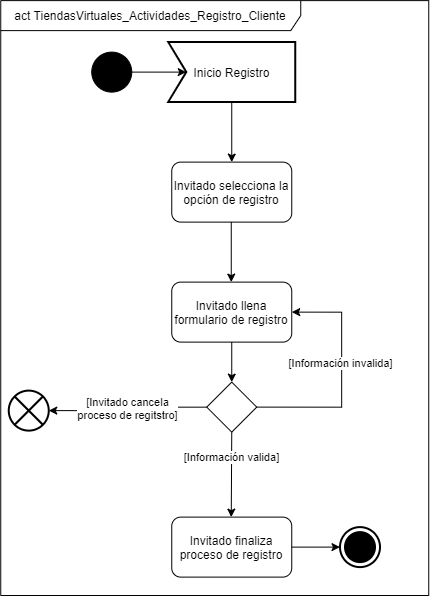 act TiendasVirtuales_Actividades_Registro_Cliente
Inicio Registro
Invitado selecciona la
opción de registro
Invitado llena
formulario de registro
[Información invalida]
[Invitado cancela
proceso de regitstro]
[Información valida]
Invitado finaliza
proceso de registro